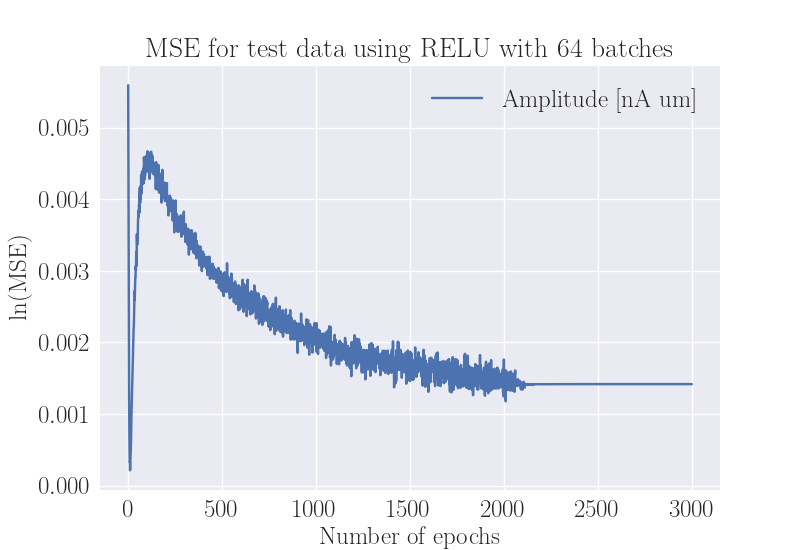 MSE for test data using RELU with 64 batches
Amplitude [nA um]
0.005
0.004
0.003
0.002
0.001
0.000
ln(MSE)
0 500 1000 1500 2000 2500 3000
Number of epochs